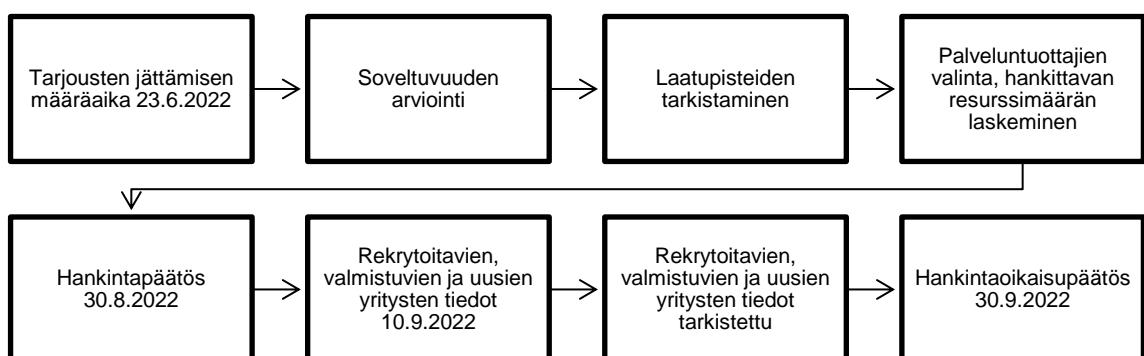 Tarjousten jättämisen
määräaika 23.6.2022
Soveltuvuuden
arviointi
Laatupisteiden
tarkistaminen
Palveluntuottajien
valinta, hankittavan
resurssimäärän
laskeminen
Hankintapäätös
30.8.2022
Rekrytoitavien,
valmistuvien ja uusien
yritysten tiedot
10.9.2022
Rekrytoitavien,
valmistuvien ja uusien
yritysten tiedot
tarkistettu
Hankintaoikaisupäätös
30.9.2022